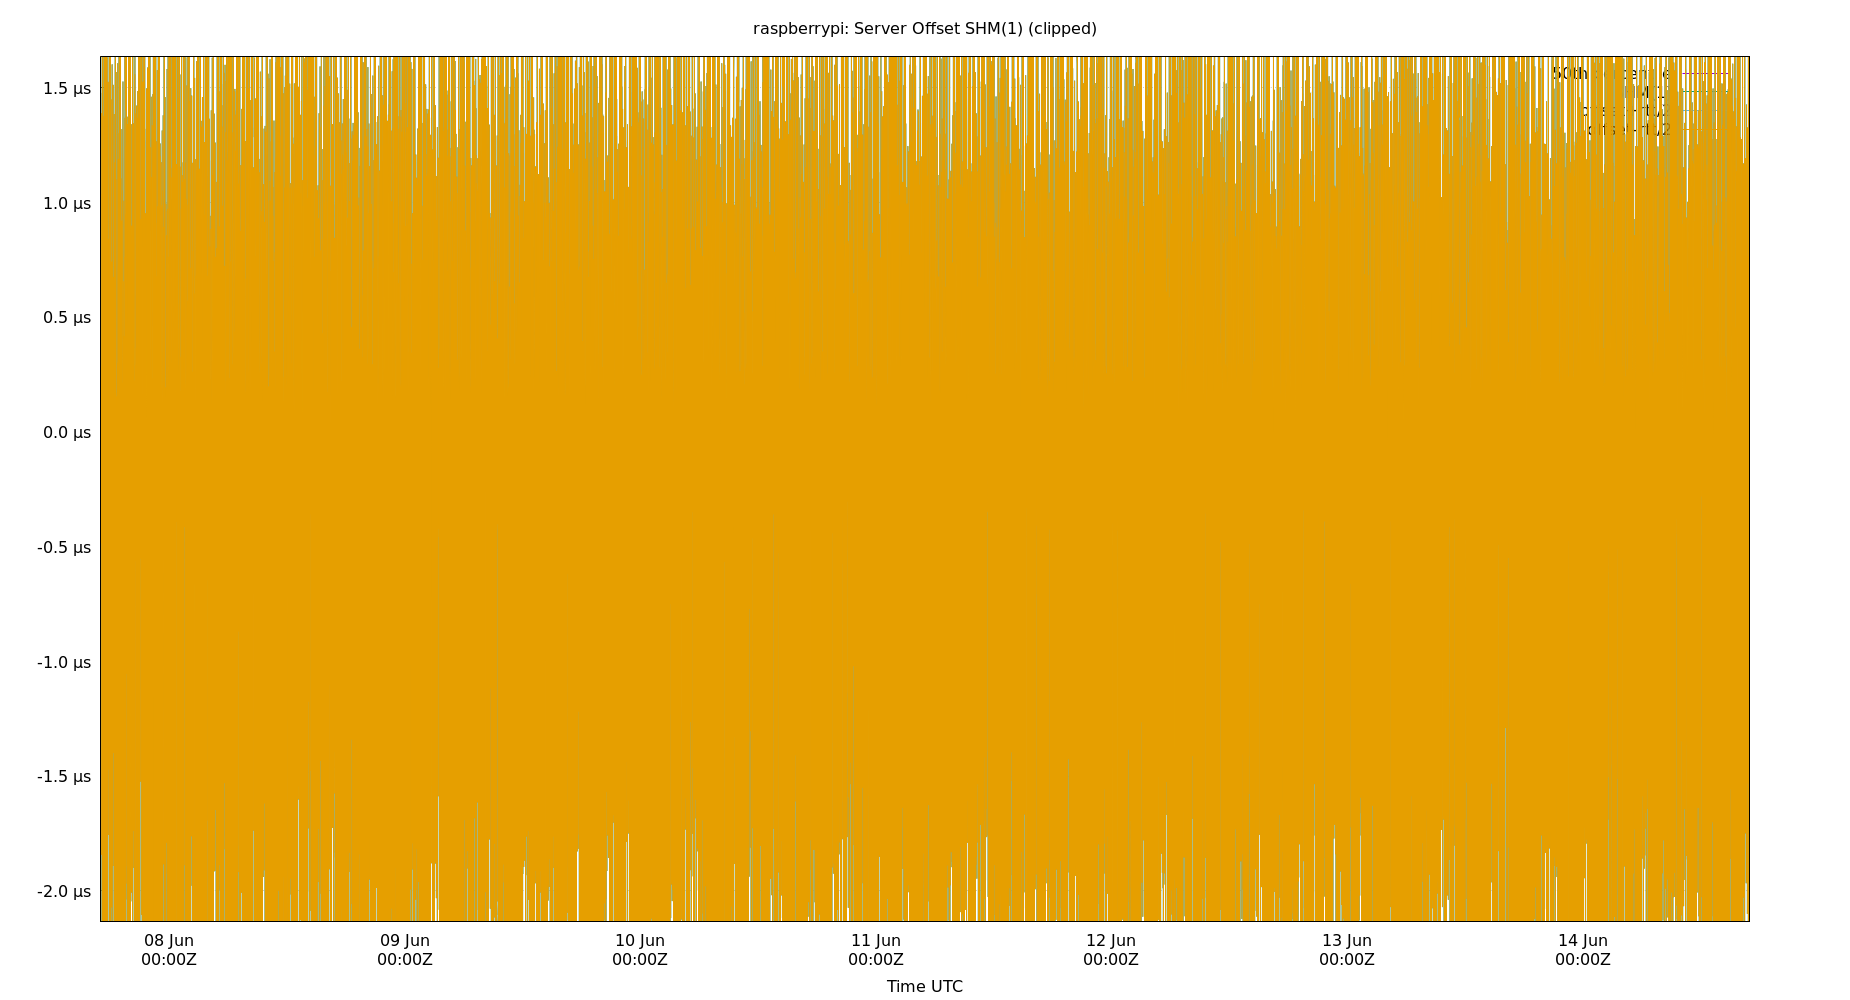 raspberrypi: Server Offset SHM(1) (clipped)
1.5 µs
1.0 µs
0.5 µs
0.0 µs
-0.5 µs
-1.0 µs
-1.5 µs
-2.0 µs
50th
08 Jun 09 Jun 10 Jun 11 Jun 12 Jun 13 Jun 14 Jun
00:00Z 00:00Z 00:00Z 00:00Z 00:00Z 00:00Z 00:00Z
Time UTC